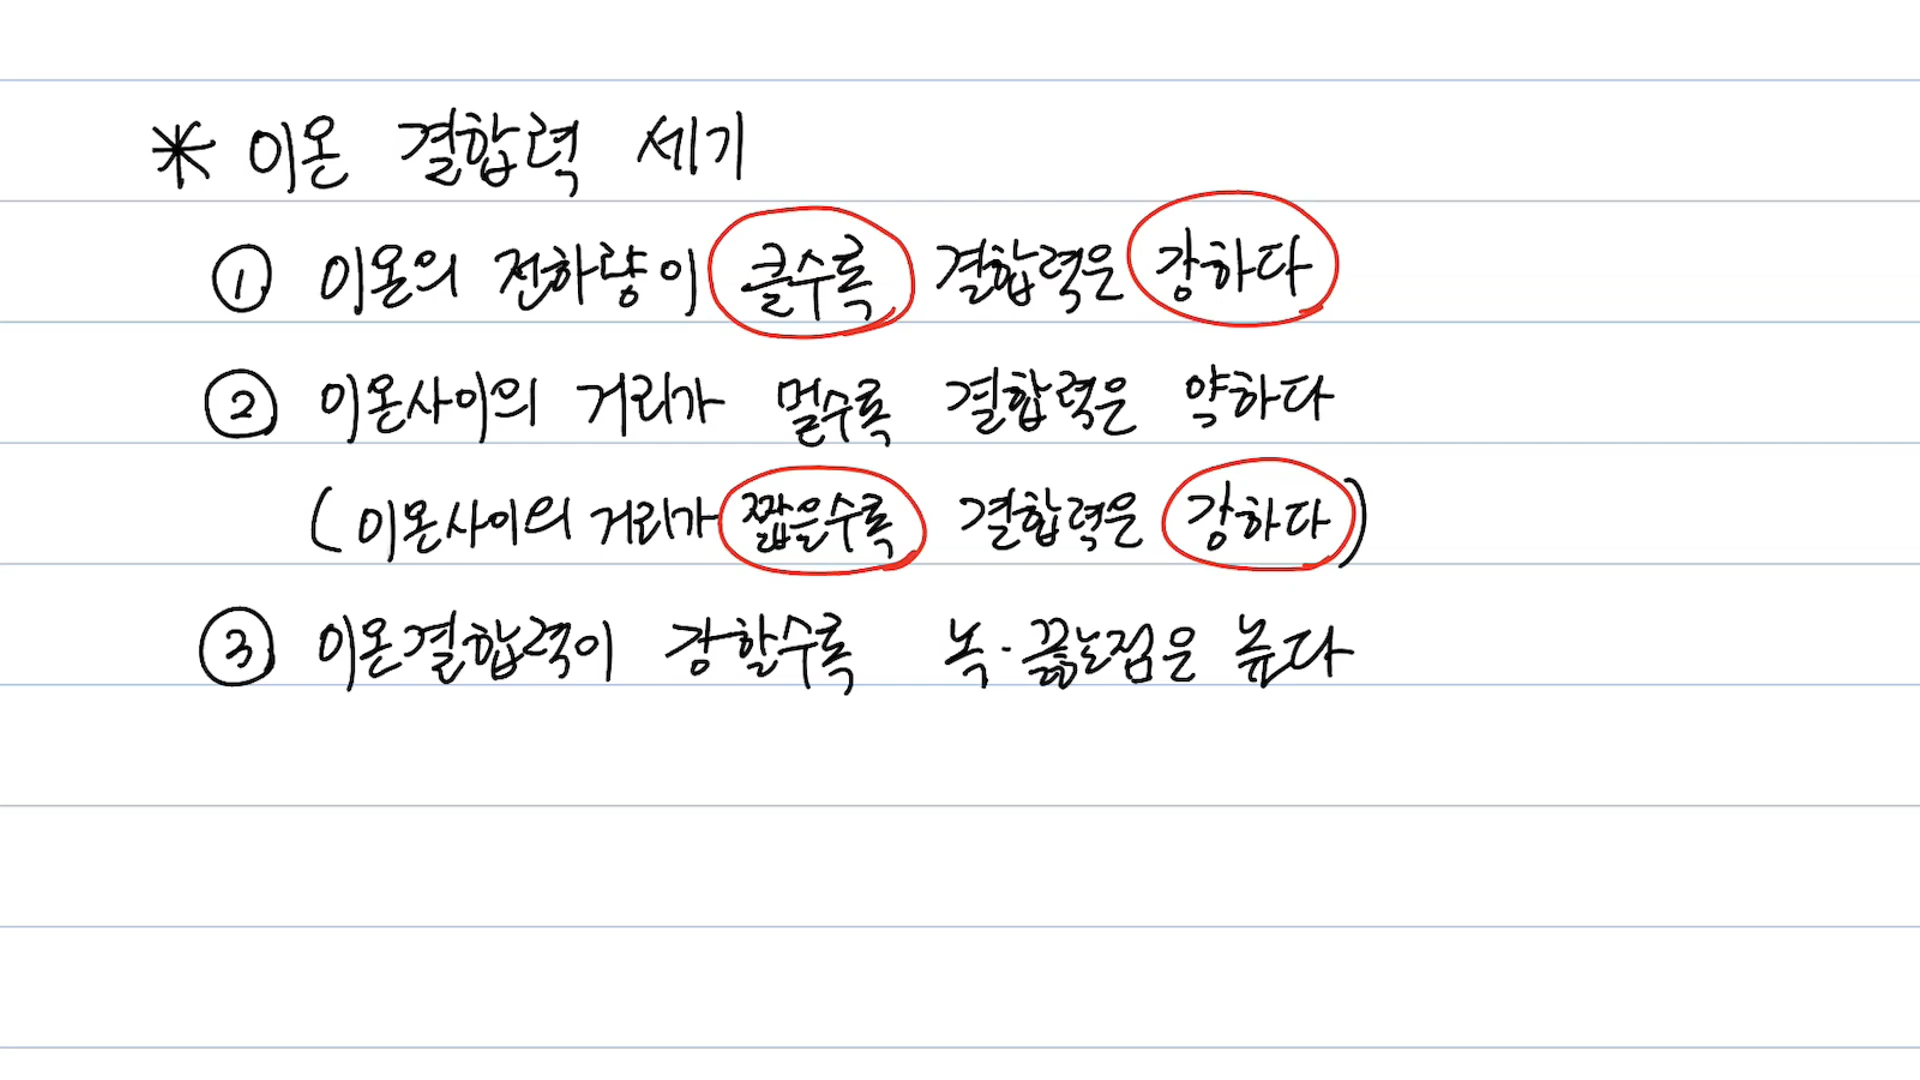 * 이온 결합력 세기
① 이온의 전하량이 클수록 결합력은 강하다
② 이온사이의 거리가 멀수록 결합력은 약하다
(이온사이의 거리가 짧을수록 결합력은 강하다)
③ 이온결합력이 강할수록 녹·끓는점은 높다